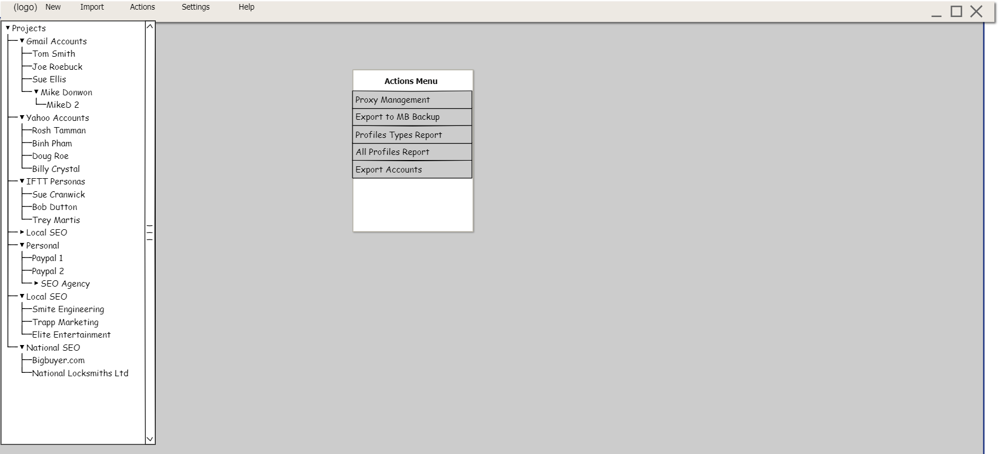 (logo) New Import Actions Settings Help
Projects
Gmail Accounts
Tom Smith
Joe Roebuck
Sue Ellis
Mike Donwon
MikeD 2
Yahoo Accounts
Rosh Tamman
Binh Pham
Doug Roe
Billy Crystal
IFTT Personas
Sue Cranwick
Bob Dutton
Trey Martis
Local SEO
Personal
Paypal 1
Paypal 2
SEO Agency
Local SEO
Smite Engineering
Trapp Marketing
Elite Entertainment
National SEO
Bigbuyer.com
National Locksmiths Ltd
Actions Menu
Proxy Management
Export to MB Backup
Profiles Types Report
All Profiles Report
Export Accounts